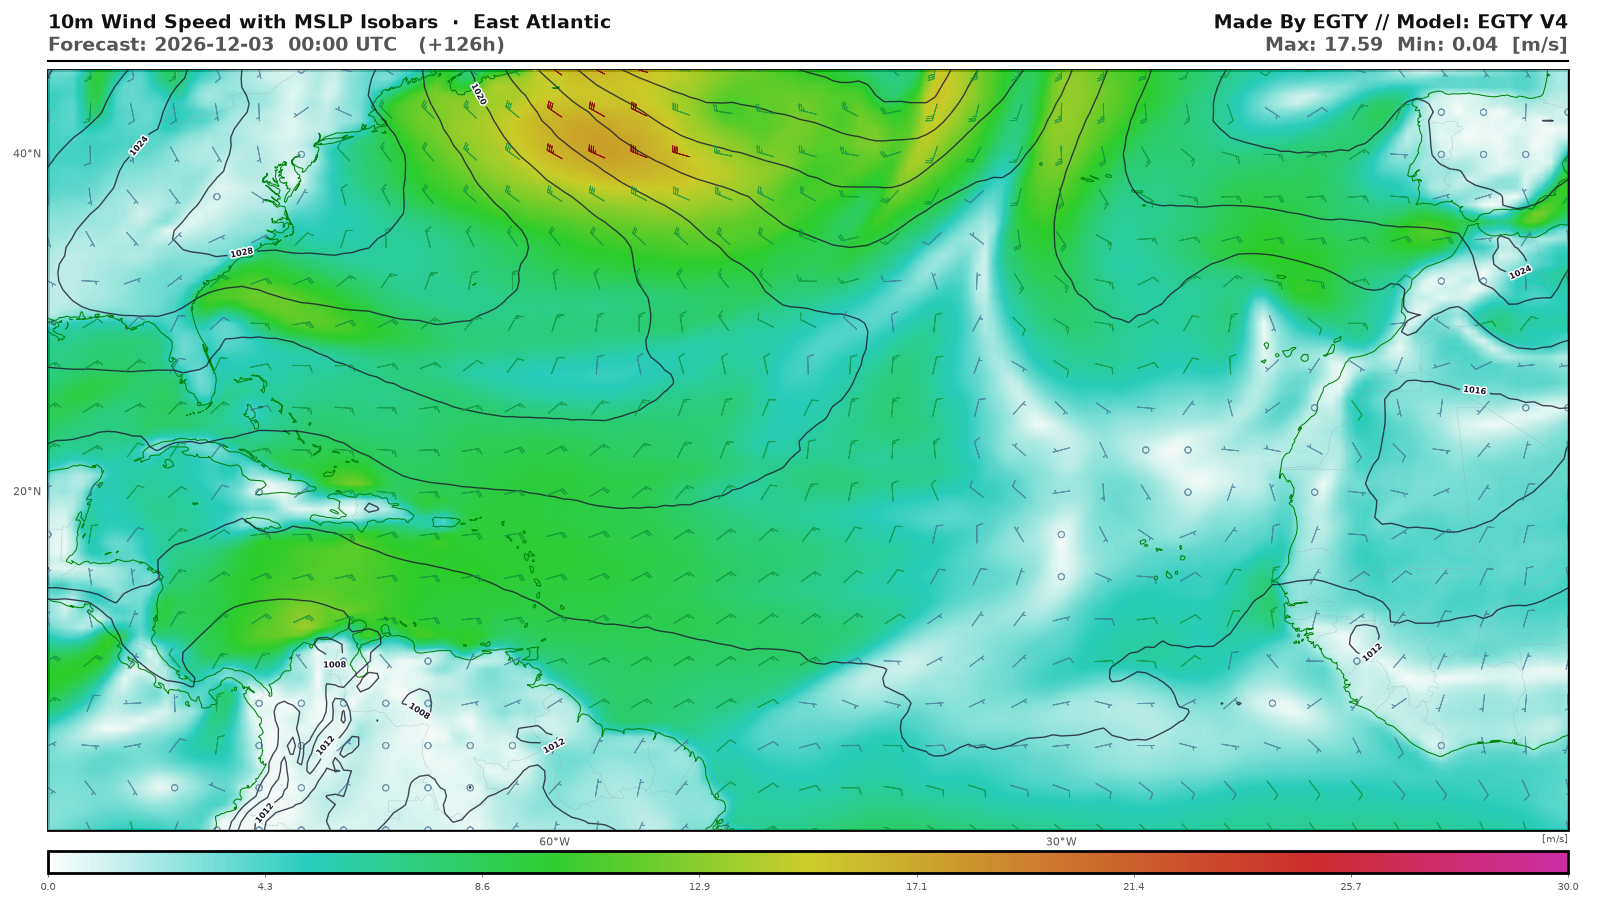 10m Wind Speed with MSLP Isobars · East Atlantic
Made By EGTY // Model: EGTY V4
Forecast: 2026-12-03 00:00 UTC (+126h)
Max: 17.59 Min: 0.04 [m/s]
1020
1024
40°N
1028
1024
1016
20°N
1008
1012
1008
1012
1012
1012
60°W
30°W
[m/s]
0.0 4.3 8.6 12.9 17.1 21.4 25.7 30.0